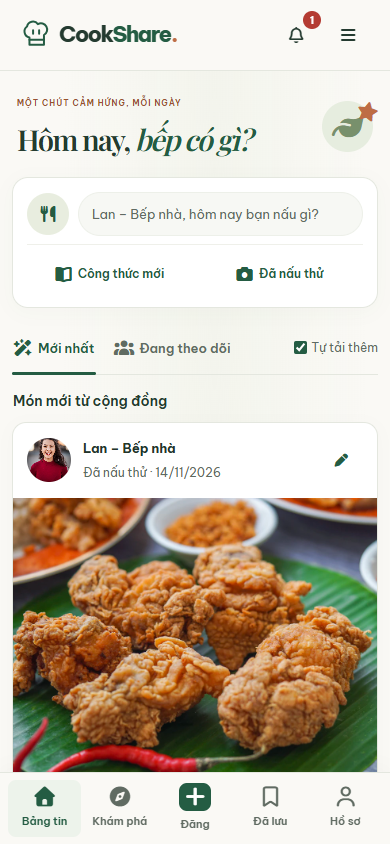 CookShare.
1
MỘT CHÚT CẢM HỨNG, MỖI NGÀY
Hôm nay, bếp có gì?
Lan – Bếp nhà, hôm nay bạn nấu gì?
Công thức mới
Đã nấu thử
Mới nhất
Đang theo dõi
Tự tải thêm
Món mới từ cộng đồng
Lan – Bếp nhà
Đã nấu thử · 14/11/2026
Bảng tin
Khám phá
Đăng
Đã lưu
Hồ sơ